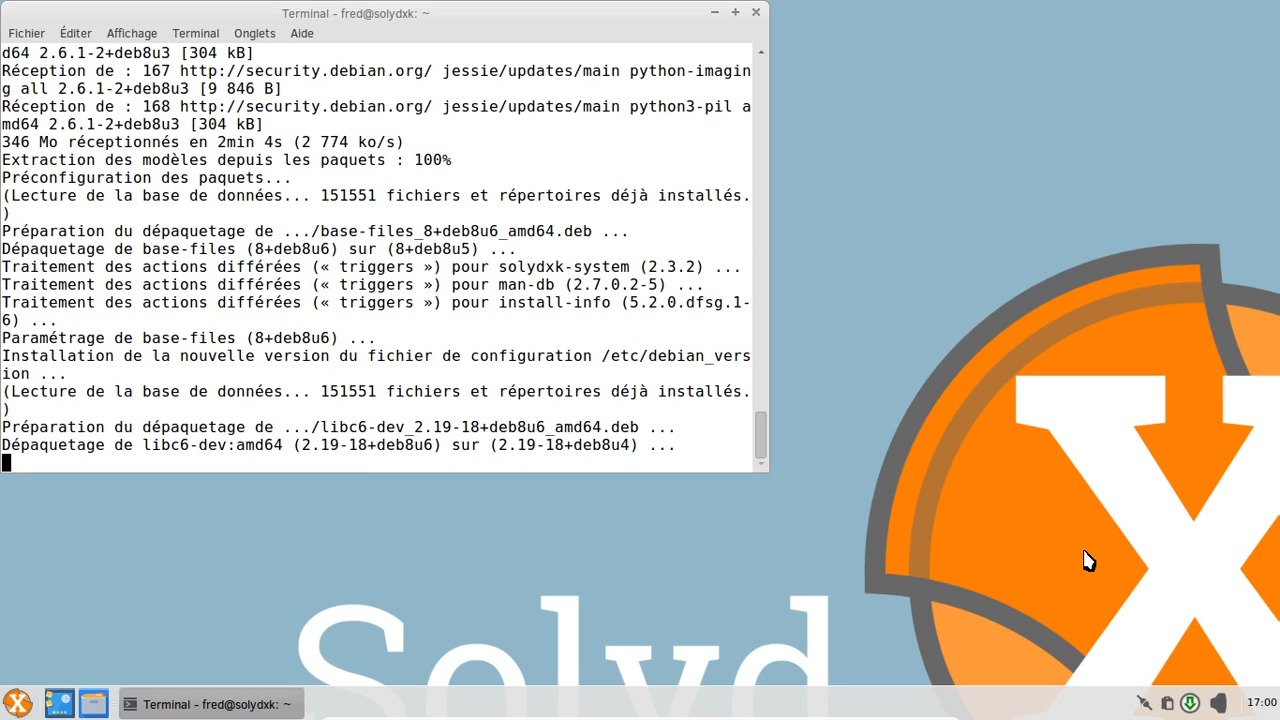 Terminal - fred@solydxk: ~
Fichier Éditer Affichage Terminal Onglets Aide
d64 2.6.1-2+deb8u3 [304 kB]
Réception de : 167 http://security.debian.org/ jessie/updates/main python-imagin
g all 2.6.1-2+deb8u3 [9 846 B]
Réception de : 168 http://security.debian.org/ jessie/updates/main python3-pil a
md64 2.6.1-2+deb8u3 [304 kB]
346 Mo réceptionnés en 2min 4s (2 774 ko/s)
Extraction des modèles depuis les paquets : 100%
Préconfiguration des paquets...
(Lecture de la base de données... 151551 fichiers et répertoires déjà installés.
)
Préparation du dépaquetage de .../base-files_8+deb8u6_amd64.deb ...
Dépaquetage de base-files (8+deb8u6) sur (8+deb8u5) ...
Traitement des actions différées (« triggers ») pour solydxk-system (2.3.2) ...
Traitement des actions différées (« triggers ») pour man-db (2.7.0.2-5) ...
Traitement des actions différées (« triggers ») pour install-info (5.2.0.dfsg.1-
6) ...
Paramétrage de base-files (8+deb8u6) ...
Installation de la nouvelle version du fichier de configuration /etc/debian_vers
ion ...
(Lecture de la base de données... 151551 fichiers et répertoires déjà installés.
)
Préparation du dépaquetage de .../libc6-dev_2.19-18+deb8u6_amd64.deb ...
Dépaquetage de libc6-dev:amd64 (2.19-18+deb8u6) sur (2.19-18+deb8u4) ...
Solyd X
Terminal - fred@solydxk: ~
17:00